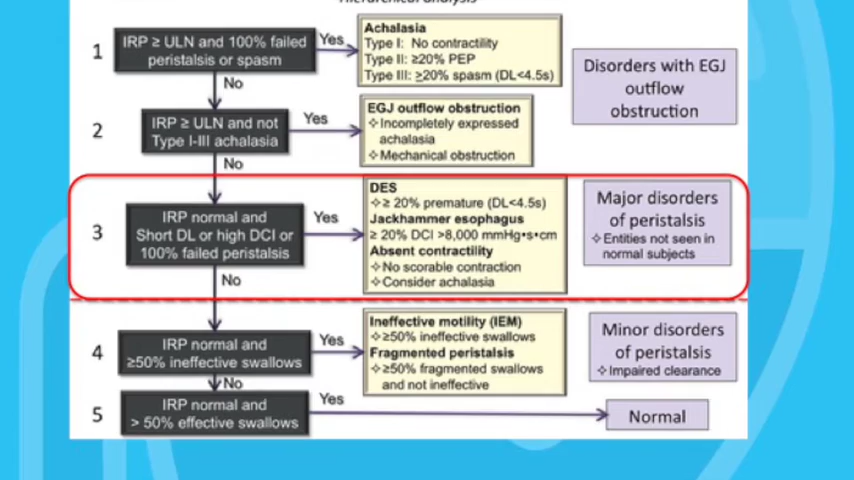 Hierarchical analysis
1
IRP ≥ ULN and 100% failed
peristalsis or spasm
Yes
Achalasia
Type I: No contractility
Type II: ≥20% PEP
Type III: ≥20% spasm (DL<4.5s)
Disorders with EGJ
outflow
obstruction
No
2
IRP ≥ ULN and not
Type I-III achalasia
Yes
EGJ outflow obstruction
✧Incompletely expressed
achalasia
✧Mechanical obstruction
No
3
IRP normal and
Short DL or high DCI or
100% failed peristalsis
Yes
DES
✧≥ 20% premature (DL<4.5s)
Jackhammer esophagus
≥ 20% DCI >8,000 mmHg•s•cm
Absent contractility
✧No scorable contraction
✧Consider achalasia
Major disorders
of peristalsis
✧Entities not seen in
normal subjects
No
4
IRP normal and
≥50% ineffective swallows
Yes
Ineffective motility (IEM)
✧≥50% ineffective swallows
Fragmented peristalsis
✧≥50% fragmented swallows
and not ineffective
Minor disorders
of peristalsis
✧Impaired clearance
No
5
IRP normal and
> 50% effective swallows
Yes
Normal